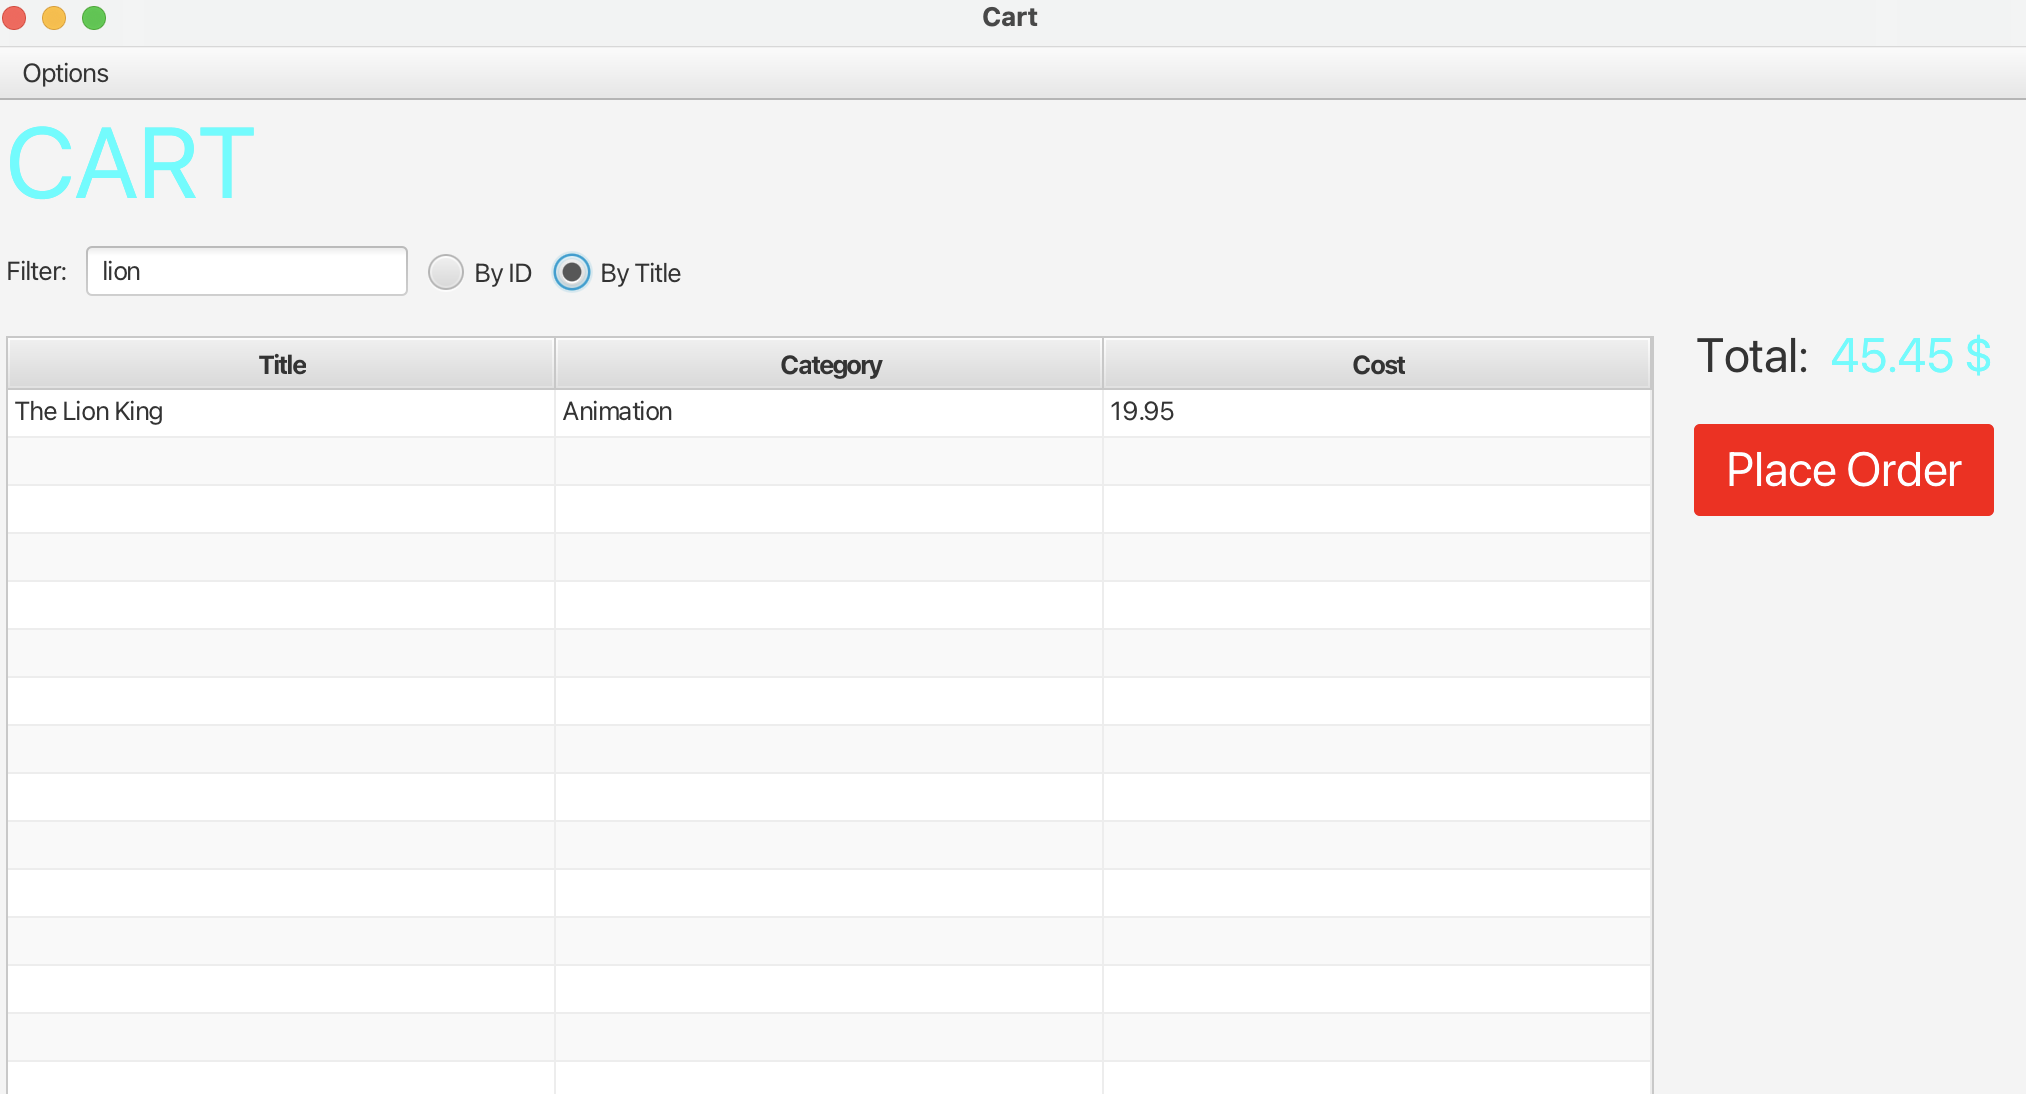 Cart
Options
CART
Filter: lion By ID By Title
Title Category Cost
The Lion King Animation 19.95
Total: 45.45 $
Place Order